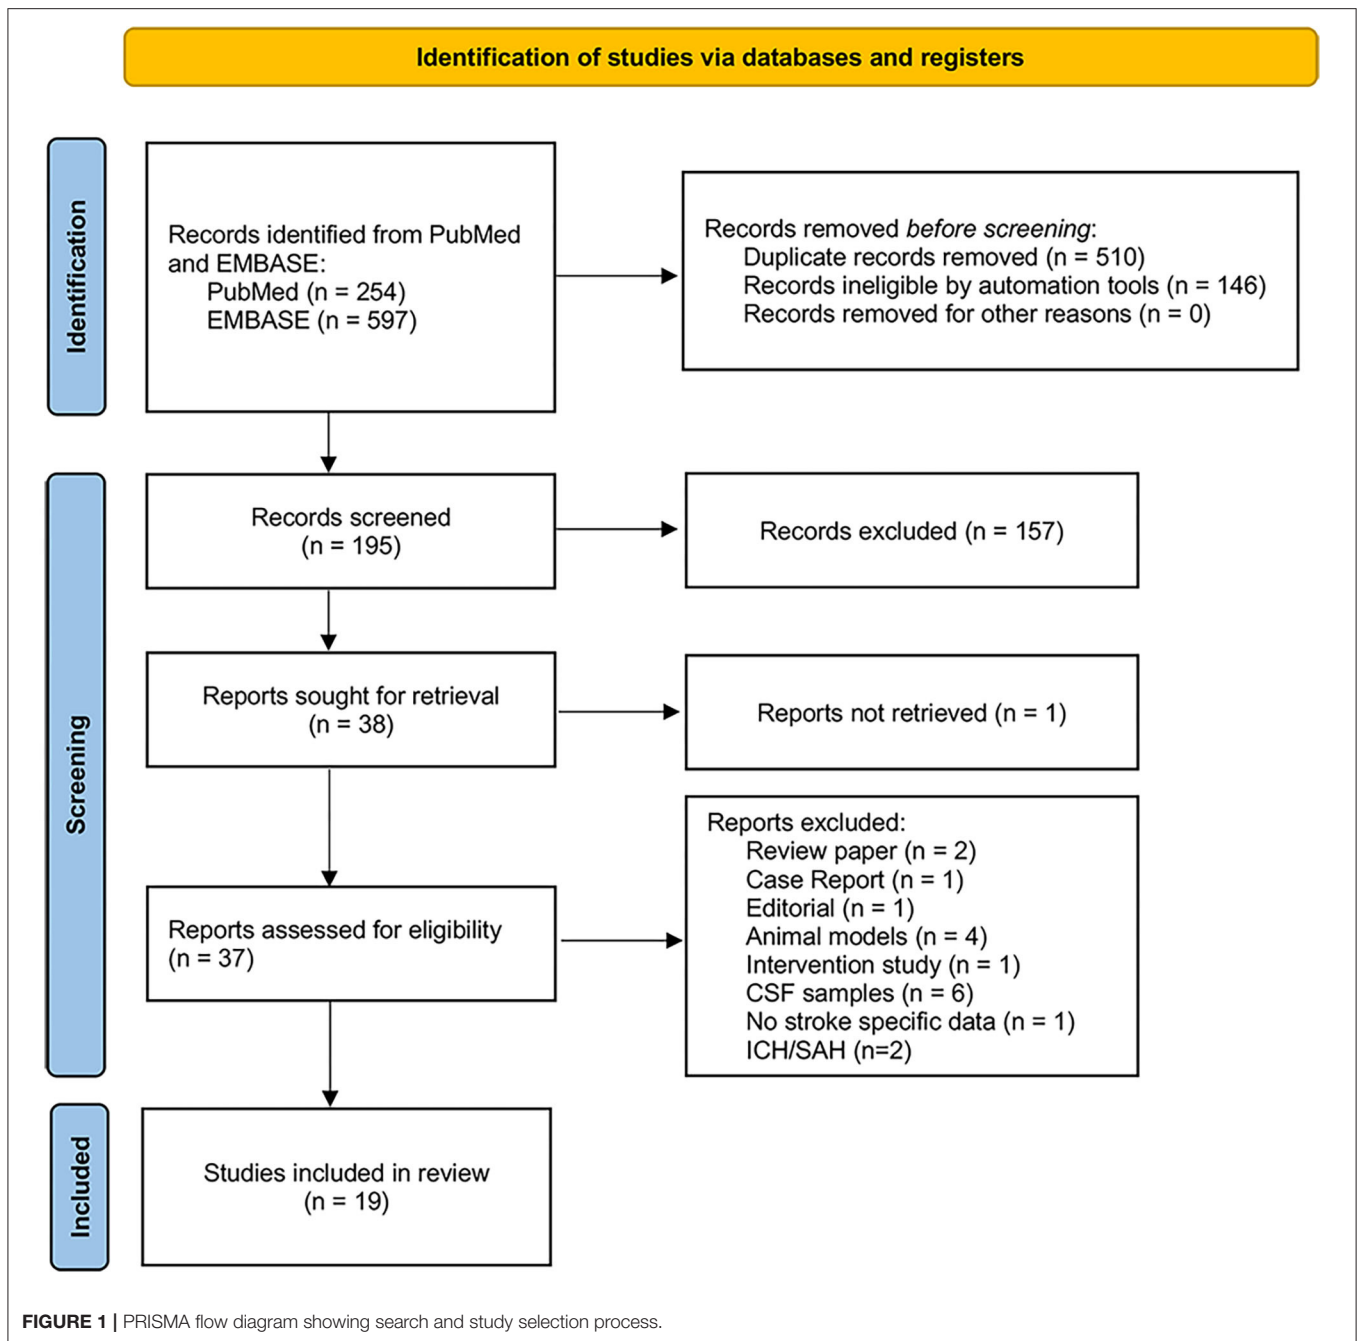 Identification of studies via databases and registers
Identification
Records identified from PubMed
and EMBASE:
PubMed (n = 254)
EMBASE (n = 597)
Records removed before screening:
Duplicate records removed (n = 510)
Records ineligible by automation tools (n = 146)
Records removed for other reasons (n = 0)
Screening
Records screened
(n = 195)
Records excluded (n = 157)
Reports sought for retrieval
(n = 38)
Reports not retrieved (n = 1)
Reports assessed for eligibility
(n = 37)
Reports excluded:
Review paper (n = 2)
Case Report (n = 1)
Editorial (n = 1)
Animal models (n = 4)
Intervention study (n = 1)
CSF samples (n = 6)
No stroke specific data (n = 1)
ICH/SAH (n=2)
Included
Studies included in review
(n = 19)
FIGURE 1 | PRISMA flow diagram showing search and study selection process.